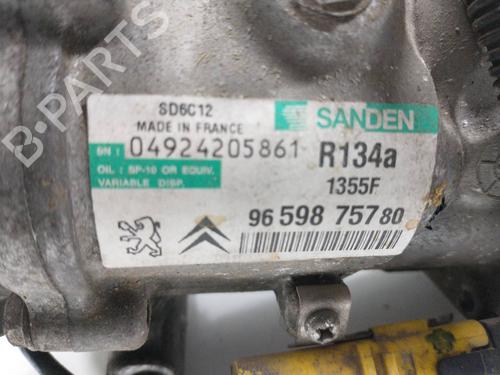 SD6C12
MADE IN FRANCE
SANDEN
SN : 04924205861
R134a
OIL : SP-10 OR EQUIV.
VARIABLE DISP.
1355F
96 598 757 80
B-PARTS